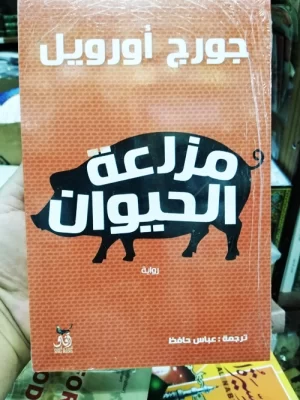 جورج أورويل
مزرعة
الحيوان
رواية
ترجمة : عباس حافظ